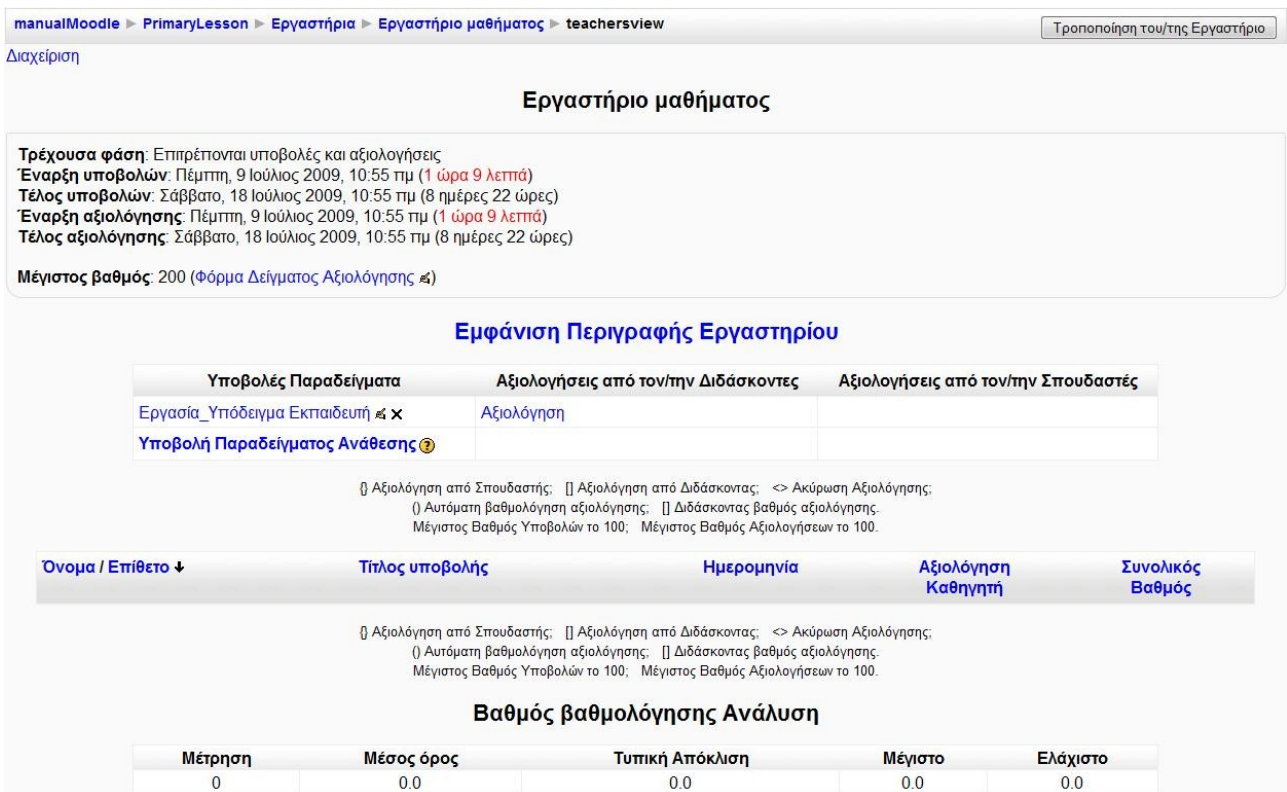 manualMoodle ► PrimaryLesson ► Εργαστήρια ► Εργαστήριο μαθήματος ► teachersview Τροποποίηση του/της Εργαστήριο
Διαχείριση
Εργαστήριο μαθήματος
Τρέχουσα φάση: Επιτρέπονται υποβολές και αξιολογήσεις
Έναρξη υποβολών: Πέμπτη, 9 Ιούλιος 2009, 10:55 πμ (1 ώρα 9 λεπτά)
Τέλος υποβολών: Σάββατο, 18 Ιούλιος 2009, 10:55 πμ (8 ημέρες 22 ώρες)
Έναρξη αξιολόγησης: Πέμπτη, 9 Ιούλιος 2009, 10:55 πμ (1 ώρα 9 λεπτά)
Τέλος αξιολόγησης: Σάββατο, 18 Ιούλιος 2009, 10:55 πμ (8 ημέρες 22 ώρες)
Μέγιστος βαθμός: 200 (Φόρμα Δείγματος Αξιολόγησης)
Εμφάνιση Περιγραφής Εργαστηρίου
Υποβολές Παραδείγματα Αξιολογήσεις από τον/την Διδάσκοντες Αξιολογήσεις από τον/την Σπουδαστές
Εργασία_Υπόδειγμα Εκπαιδευτή Αξιολόγηση
Υποβολή Παραδείγματος Ανάθεσης
{} Αξιολόγηση από Σπουδαστής; [] Αξιολόγηση από Διδάσκοντας; <> Ακύρωση Αξιολόγησης;
() Αυτόματη βαθμολόγηση αξιολόγησης; [] Διδάσκοντας βαθμός αξιολόγησης.
Μέγιστος Βαθμός Υποβολών το 100; Μέγιστος Βαθμός Αξιολογήσεων το 100.
Όνομα / Επίθετο ↓ Τίτλος υποβολής Ημερομηνία Αξιολόγηση Καθηγητή Συνολικός Βαθμός
{} Αξιολόγηση από Σπουδαστής; [] Αξιολόγηση από Διδάσκοντας; <> Ακύρωση Αξιολόγησης;
() Αυτόματη βαθμολόγηση αξιολόγησης; [] Διδάσκοντας βαθμός αξιολόγησης.
Μέγιστος Βαθμός Υποβολών το 100; Μέγιστος Βαθμός Αξιολογήσεων το 100.
Βαθμός βαθμολόγησης Ανάλυση
Μέτρηση Μέσος όρος Τυπική Απόκλιση Μέγιστο Ελάχιστο
0 0.0 0.0 0.0 0.0